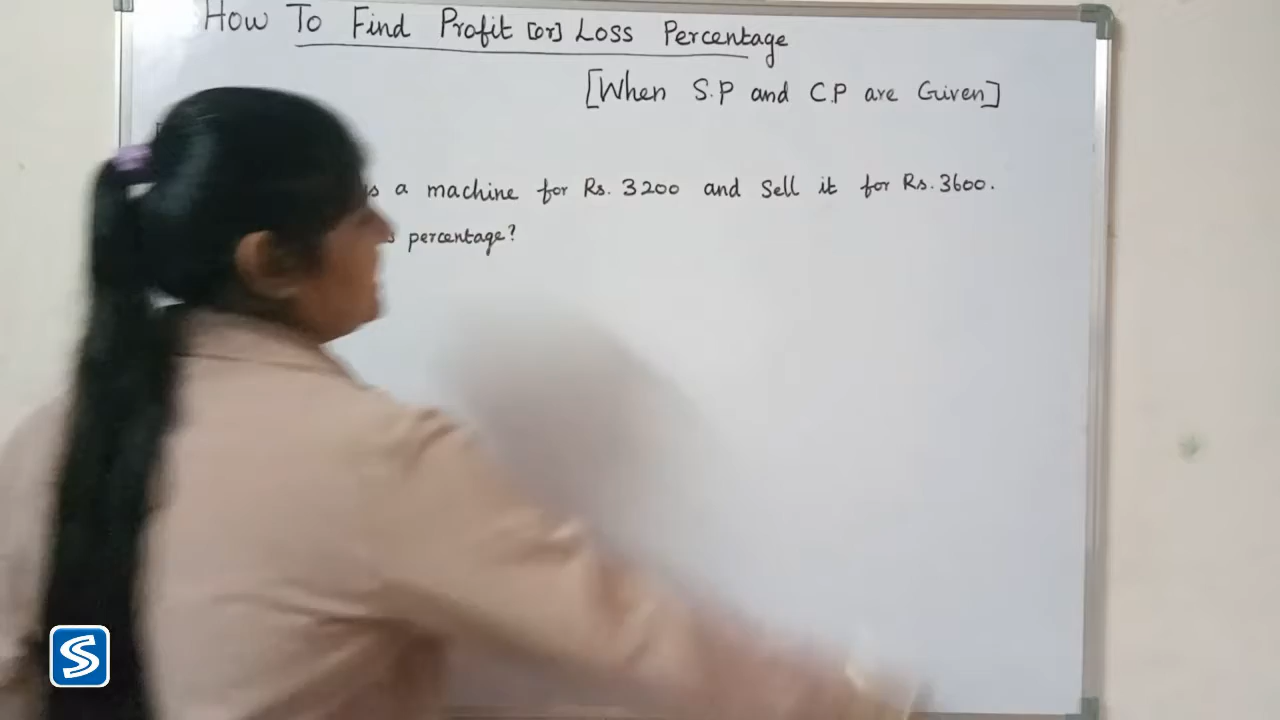 How To Find Profit [or] Loss Percentage
[When S.P and C.P are Given]
a machine for Rs. 3200 and Sell it for Rs. 3600.
percentage?